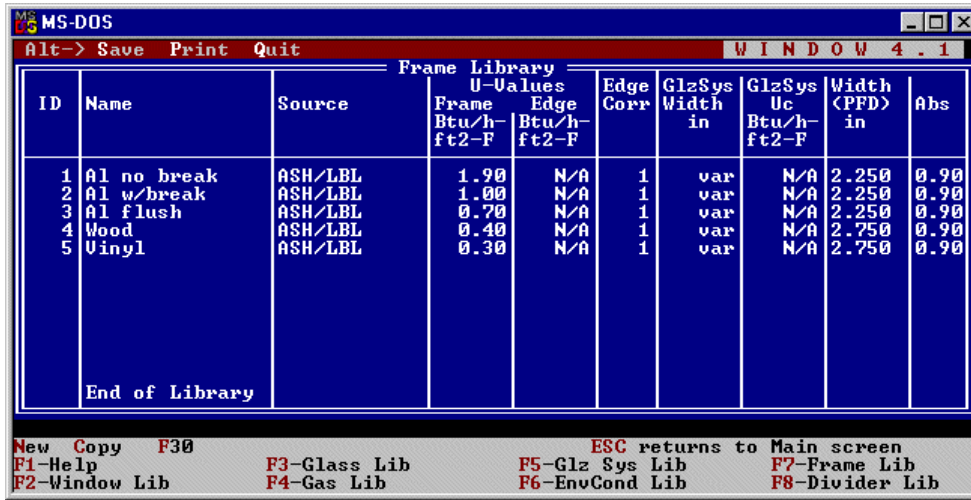 MS-DOS
Alt-> Save Print Quit WINDOW 4.1
Frame Library
U-Values Edge GlzSys GlzSys Width
ID Name Source Frame Edge Corr Width Uc (PFD) Abs
Btu/h- Btu/h- in Btu/h- in
ft2-F ft2-F ft2-F
1 Al no break ASH/LBL 1.90 N/A 1 var N/A 2.250 0.90
2 Al w/break ASH/LBL 1.00 N/A 1 var N/A 2.250 0.90
3 Al flush ASH/LBL 0.70 N/A 1 var N/A 2.250 0.90
4 Wood ASH/LBL 0.40 N/A 1 var N/A 2.750 0.90
5 Vinyl ASH/LBL 0.30 N/A 1 var N/A 2.750 0.90
End of Library
New Copy F30 ESC returns to Main screen
F1-Help F3-Glass Lib F5-Glz Sys Lib F7-Frame Lib
F2-Window Lib F4-Gas Lib F6-EnvCond Lib F8-Divider Lib